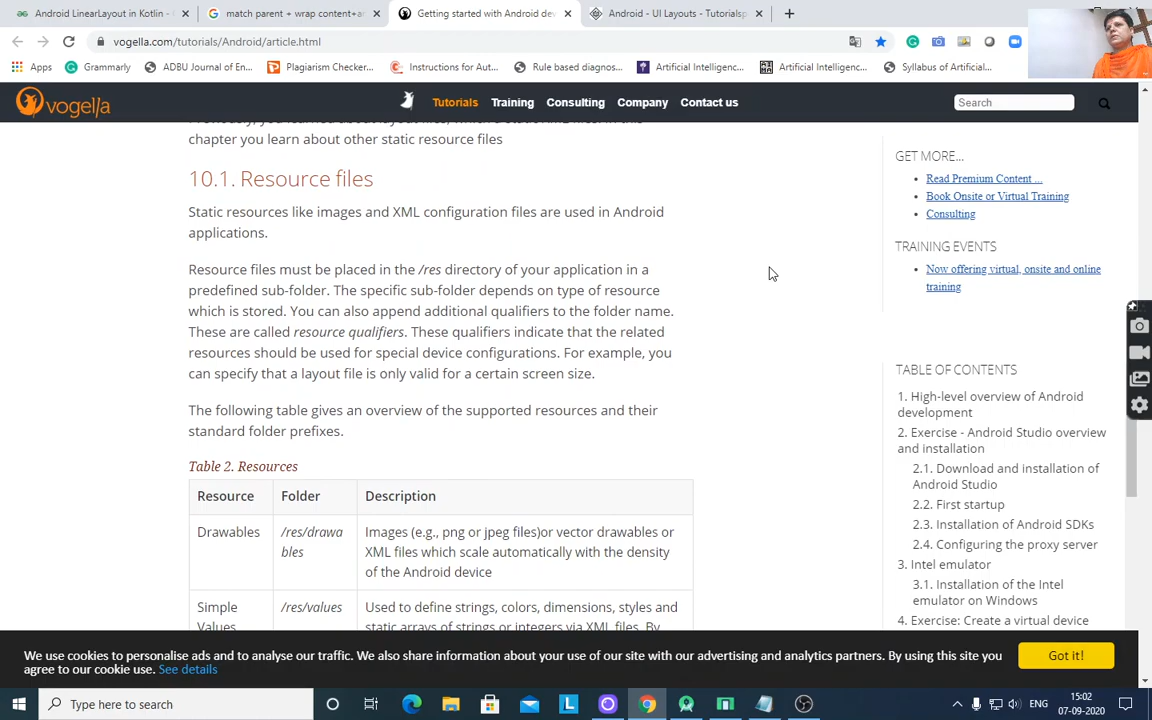 Android LinearLayout in Kotlin -
match parent + wrap content+a
Getting started with Android dev
Android - UI Layouts - Tutorialsp
vogella.com/tutorials/Android/article.html
Apps
Grammarly
ADBU Journal of En...
Plagiarism Checker...
Instructions for Aut...
Rule based diagnos...
Artificial Intelligenc...
Artificial Intelligenc...
Syllabus of Artificial...
vogella
Tutorials
Training
Consulting
Company
Contact us
Search
chapter you learn about other static resource files
10.1. Resource files
Static resources like images and XML configuration files are used in Android
applications.
Resource files must be placed in the /res directory of your application in a
predefined sub-folder. The specific sub-folder depends on type of resource
which is stored. You can also append additional qualifiers to the folder name.
These are called resource qualifiers. These qualifiers indicate that the related
resources should be used for special device configurations. For example, you
can specify that a layout file is only valid for a certain screen size.
The following table gives an overview of the supported resources and their
standard folder prefixes.
Table 2. Resources
Resource
Folder
Description
Drawables
/res/drawa
bles
Images (e.g., png or jpeg files)or vector drawables or
XML files which scale automatically with the density
of the Android device
Simple
Values
/res/values
Used to define strings, colors, dimensions, styles and
static arrays of strings or integers via XML files. By
GET MORE...
Read Premium Content ...
Book Onsite or Virtual Training
Consulting
TRAINING EVENTS
Now offering virtual, onsite and online
training
TABLE OF CONTENTS
1. High-level overview of Android
development
2. Exercise - Android Studio overview
and installation
2.1. Download and installation of
Android Studio
2.2. First startup
2.3. Installation of Android SDKs
2.4. Configuring the proxy server
3. Intel emulator
3.1. Installation of the Intel
emulator on Windows
4. Exercise: Create a virtual device
We use cookies to personalise ads and to analyse our traffic. We also share information about your use of our site with our advertising and analytics partners. By using this site you
agree to our cookie use. See details
Got it!
Type here to search
ENG
15:02
07-09-2020